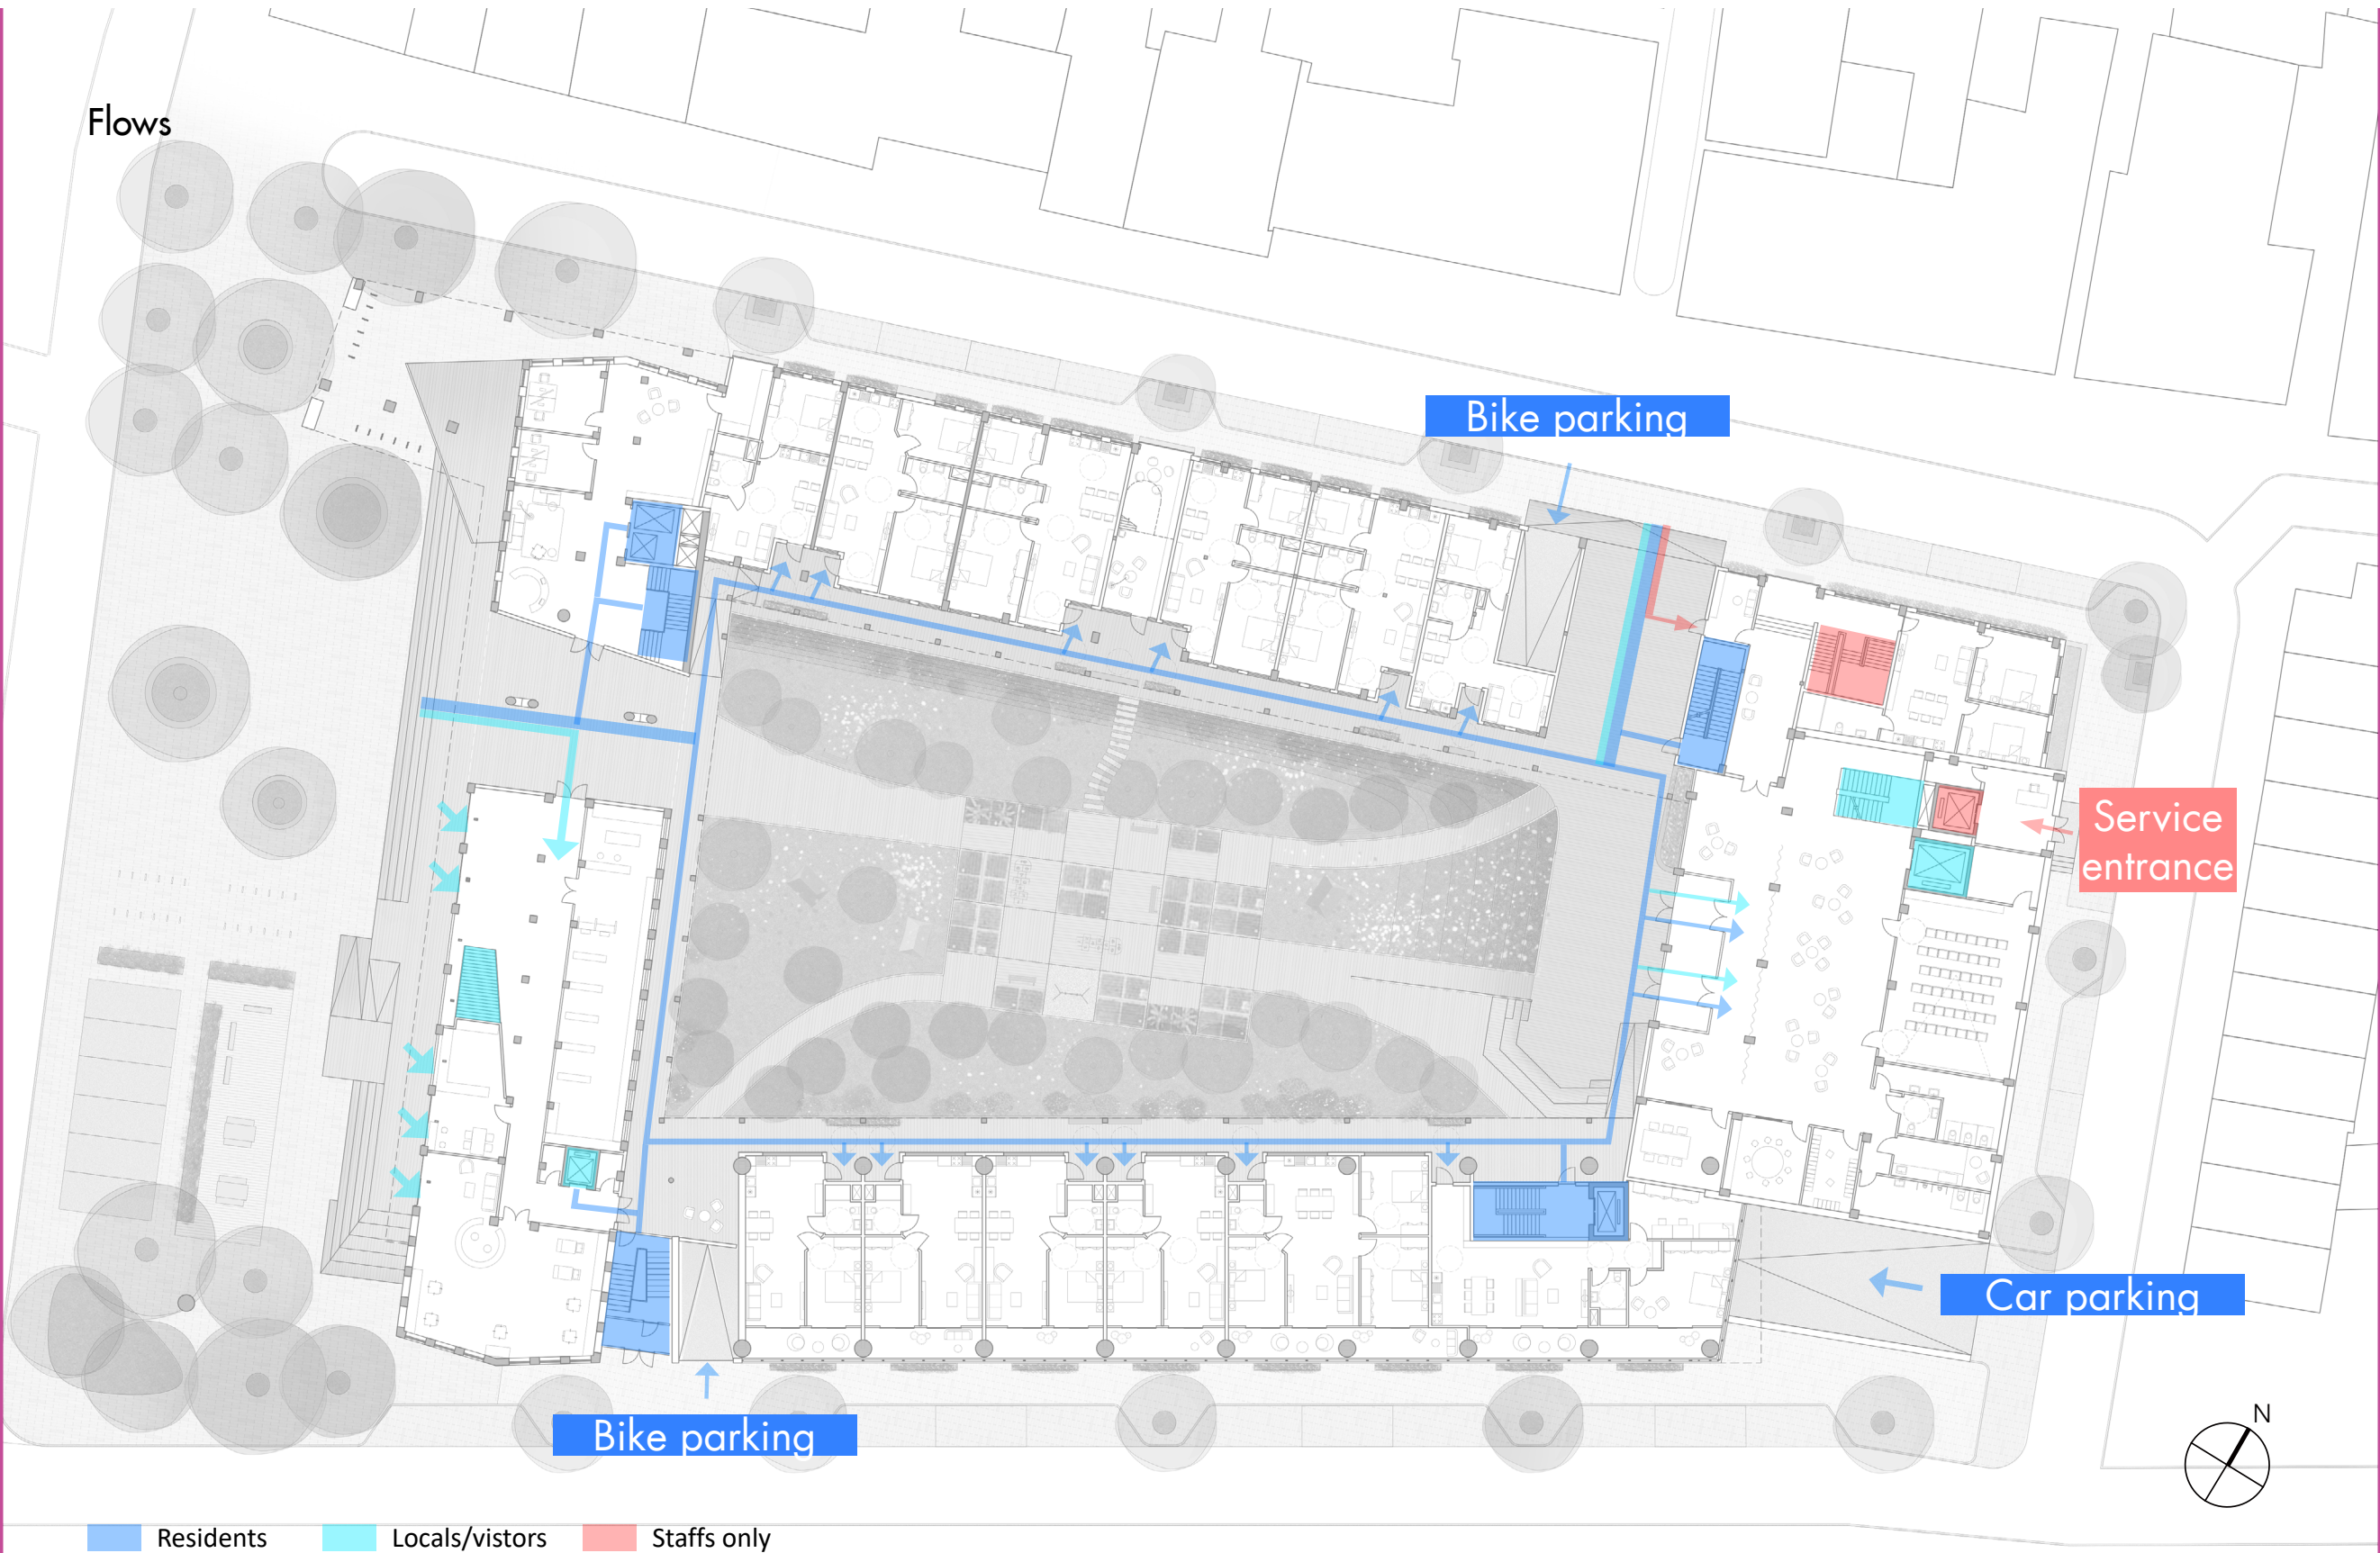 Flows
Bike parking
Service
entrance
Car parking
N
Bike parking
Residents
Locals/vistors
Staffs only